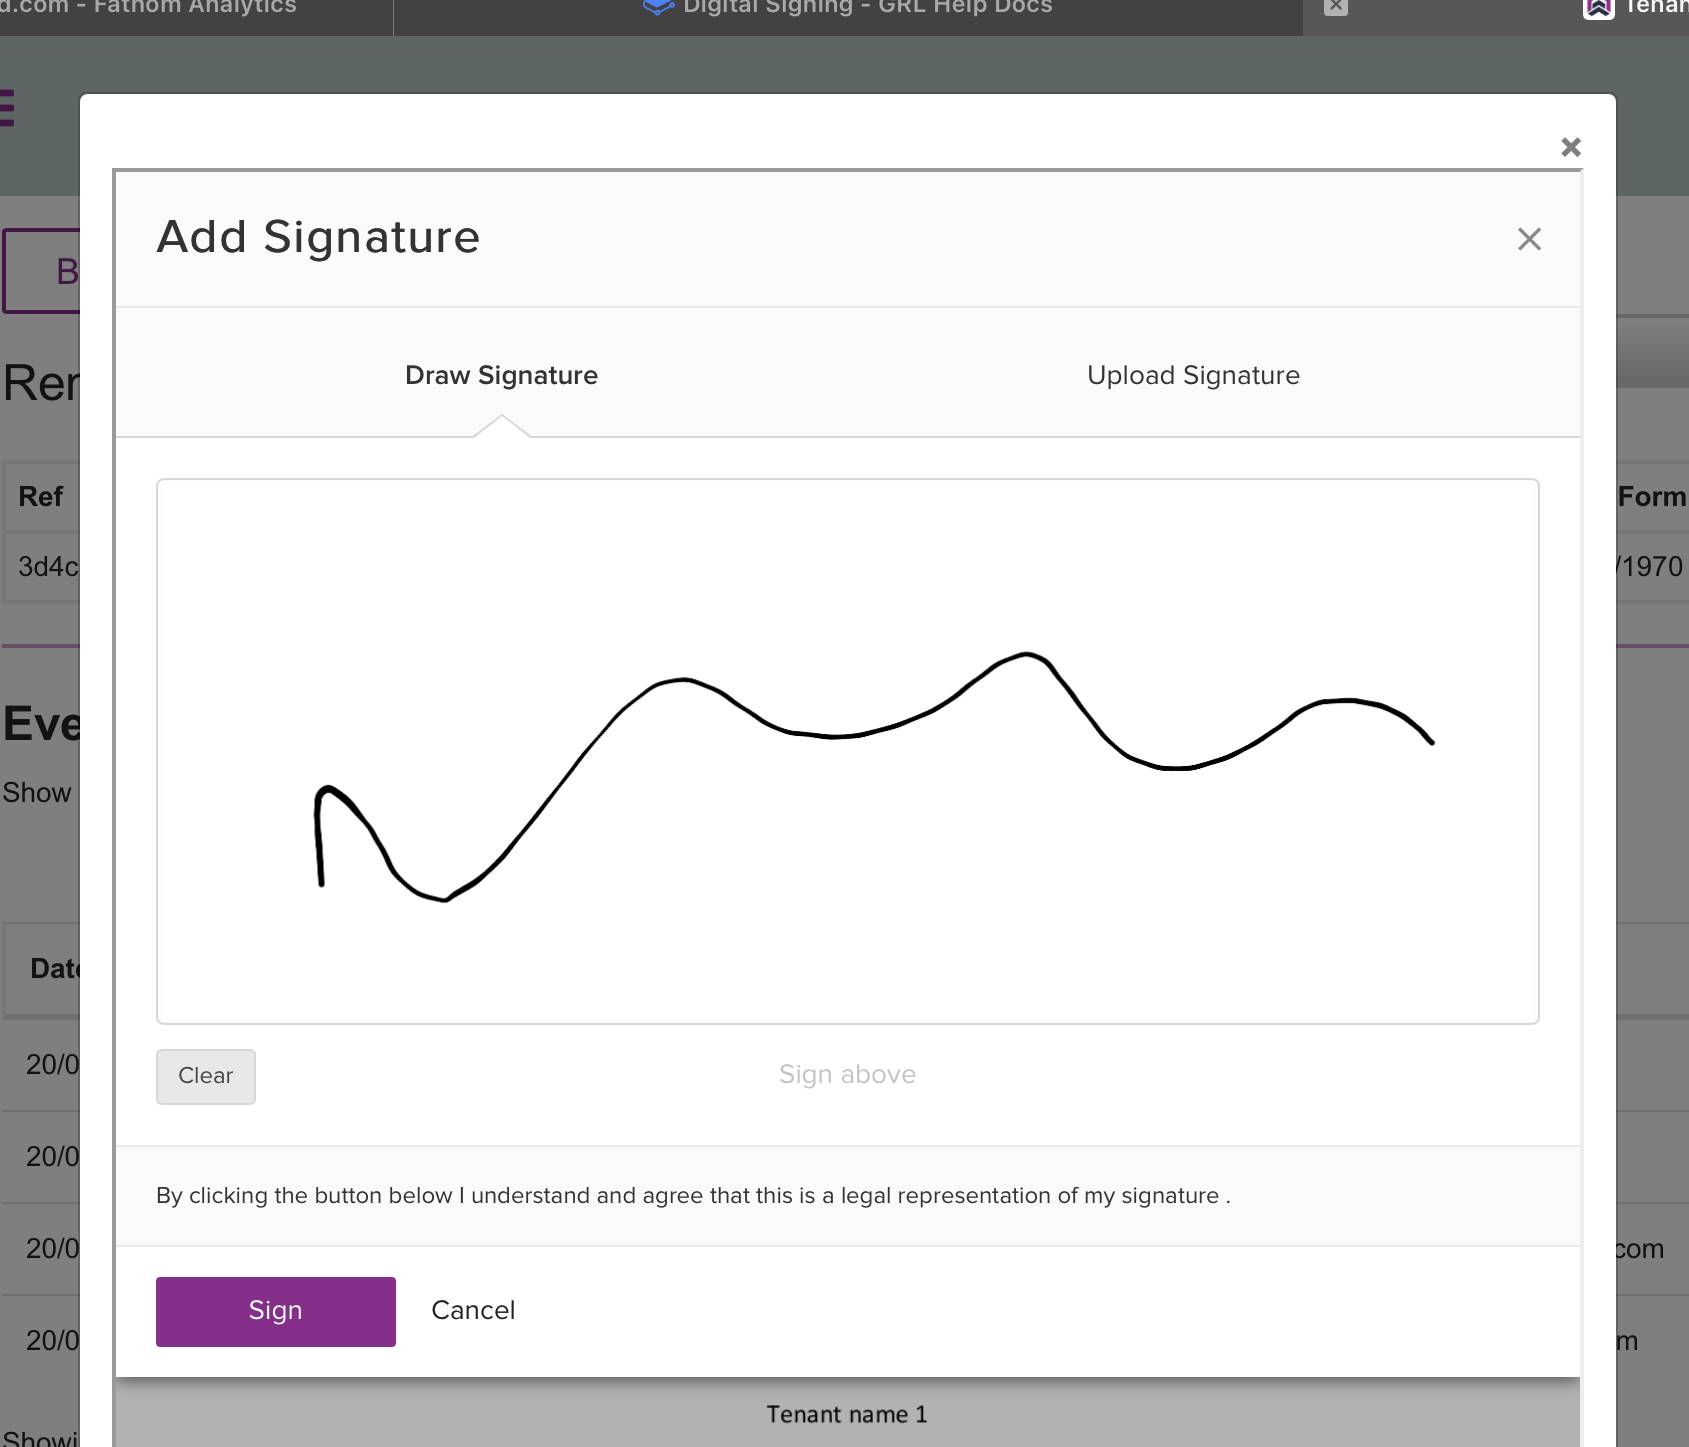 d.com - Fathom Analytics
Digital Signing - GRL Help Docs
Tenan
B
Add Signature
Draw Signature
Upload Signature
Ren
Ref
Form
3d4c
/1970
Eve
Show
Date
20/0
20/0
20/0
com
20/0
m
Clear
Sign above
By clicking the button below I understand and agree that this is a legal representation of my signature .
Sign
Cancel
Tenant name 1
Showi